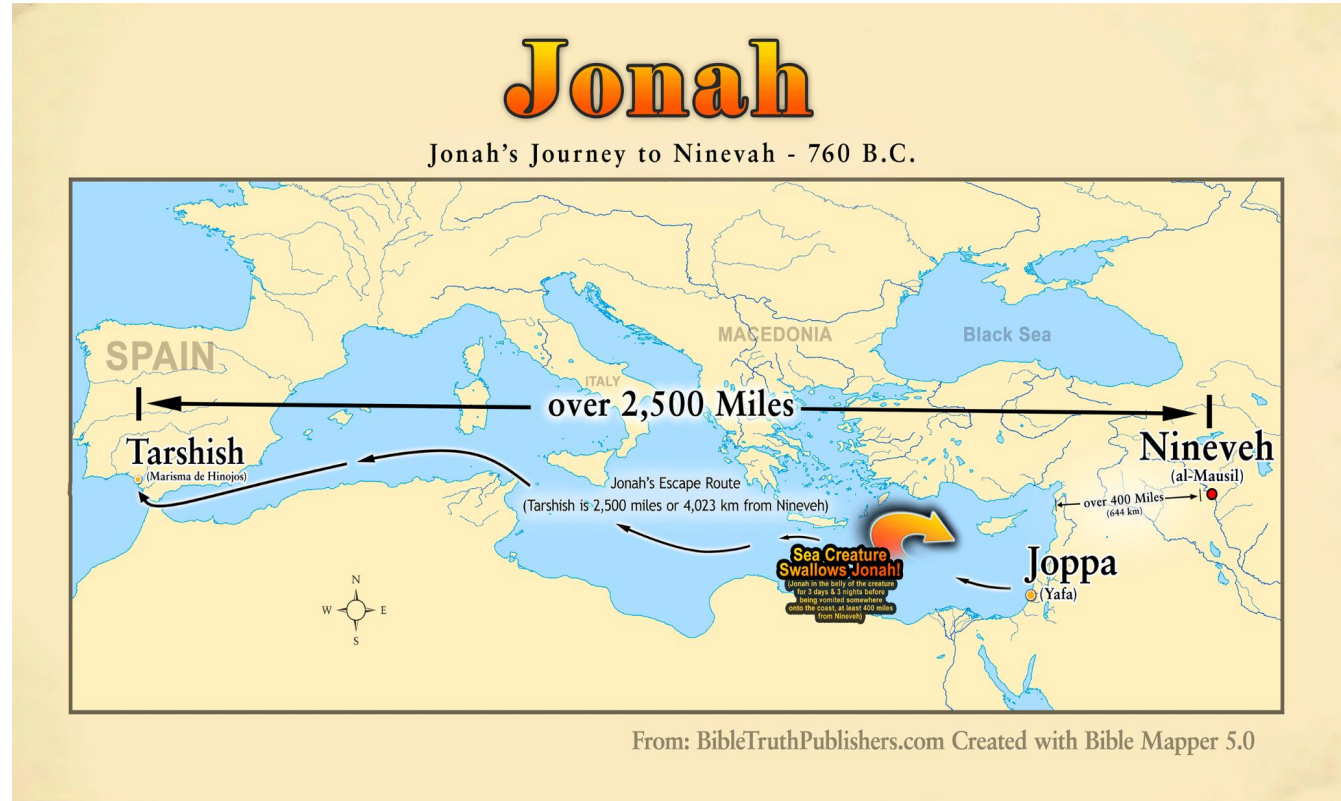 Jonah
Jonah's Journey to Ninevah - 760 B.C.
SPAIN
MACEDONIA
Black Sea
ITALY
over 2,500 Miles
Tarshish
(Marisma de Hinojos)
Nineveh
(al-Mausil)
over 400 Miles
(644 km)
Jonah's Escape Route
(Tarshish is 2,500 miles or 4,023 km from Nineveh)
Sea Creature
Swallows Jonah!
(Jonah in the belly of the creature
for 3 days & 3 nights before
being vomited somewhere
onto the coast, at least 400 miles
from Nineveh)
Joppa
(Yafa)
N
W E
S
From: BibleTruthPublishers.com Created with Bible Mapper 5.0